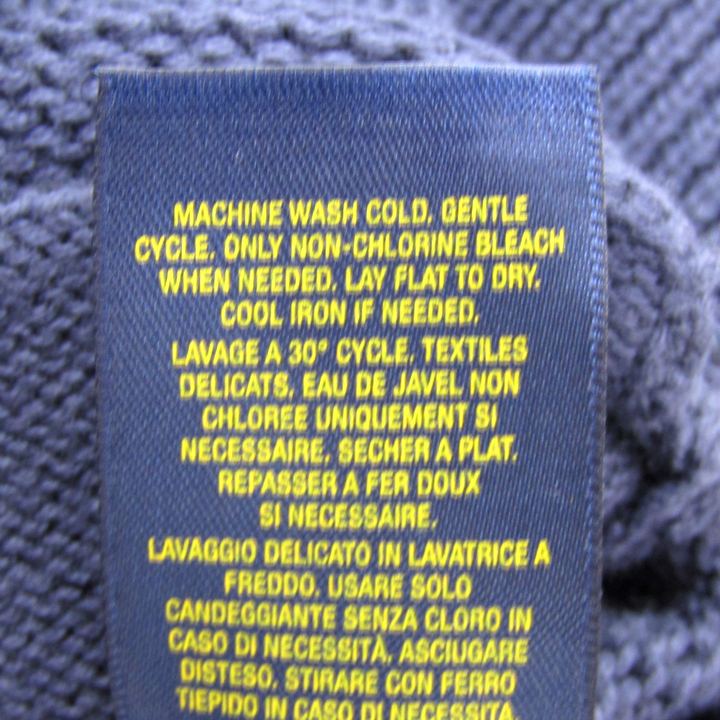 MACHINE WASH COLD. GENTLE
CYCLE. ONLY NON-CHLORINE BLEACH
WHEN NEEDED. LAY FLAT TO DRY.
COOL IRON IF NEEDED.
LAVAGE A 30° CYCLE. TEXTILES
DELICATS. EAU DE JAVEL NON
CHLOREE UNIQUEMENT SI
NECESSAIRE. SECHER A PLAT.
REPASSER A FER DOUX
SI NECESSAIRE.
LAVAGGIO DELICATO IN LAVATRICE A
FREDDO. USARE SOLO
CANDEGGIANTE SENZA CLORO IN
CASO DI NECESSITÀ. ASCIUGARE
DISTESO. STIRARE CON FERRO
TIEPIDO IN CASO DI NECESSITA